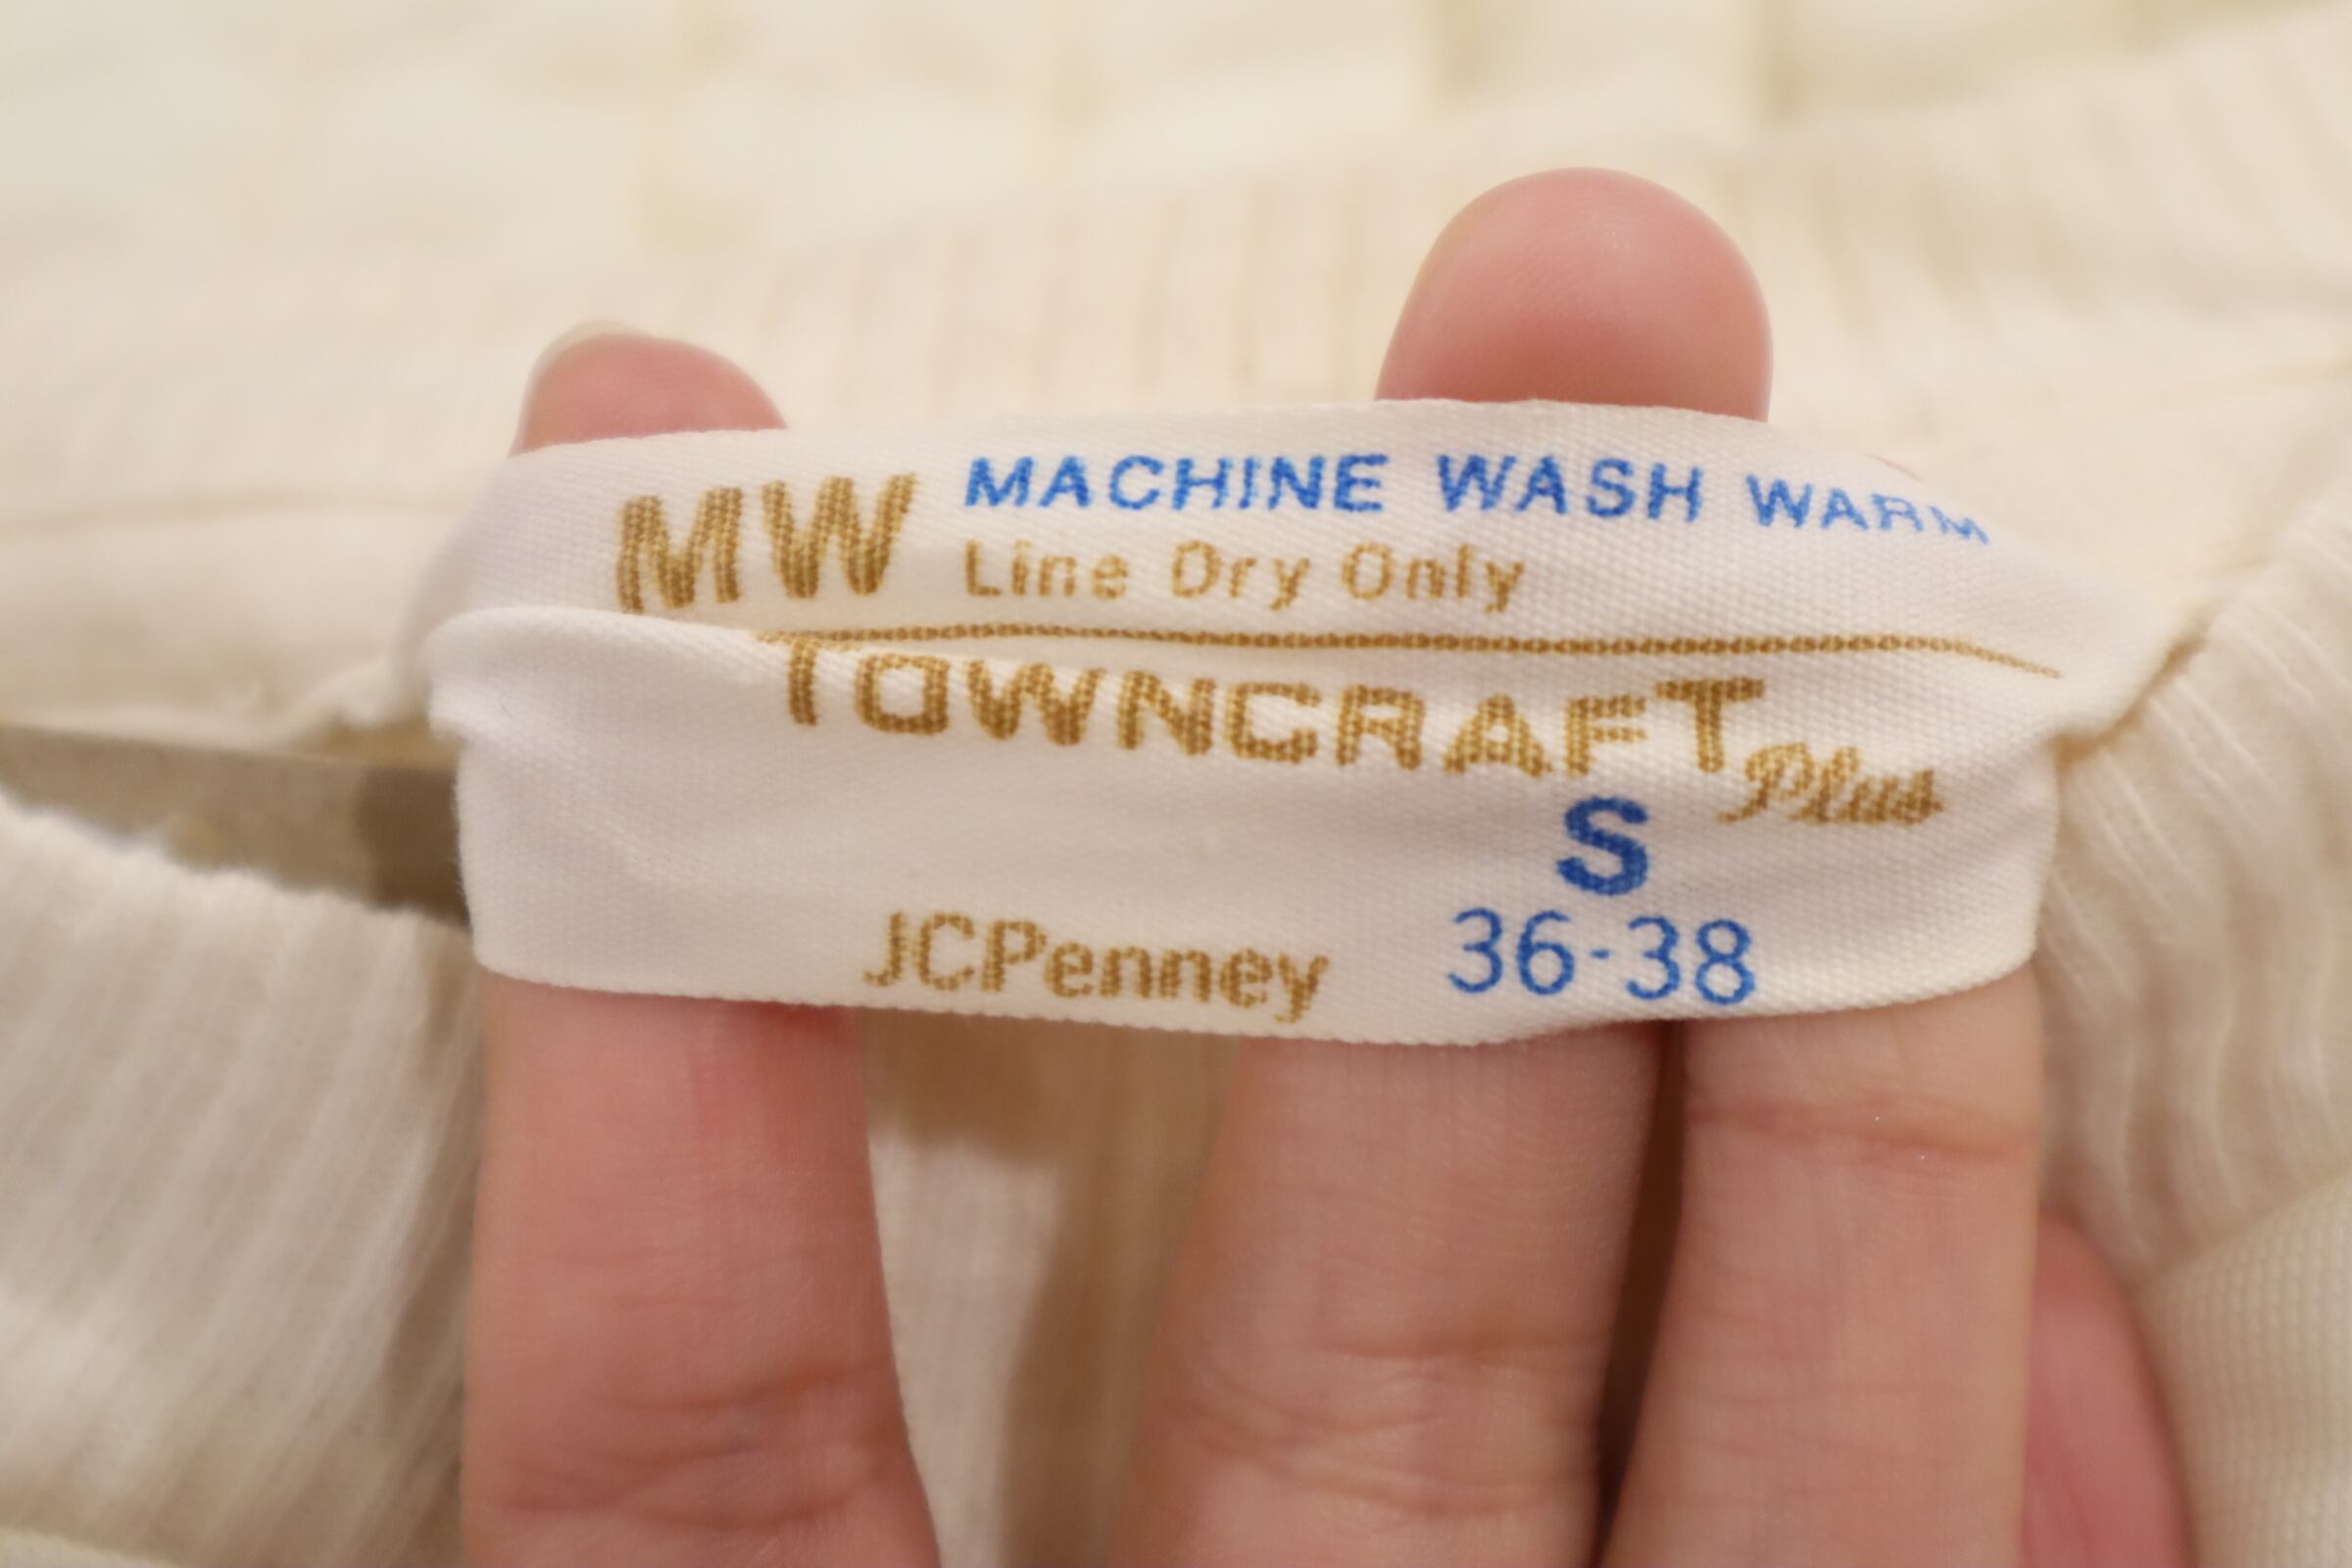 MW MACHINE WASH WARM
Line Dry Only
TOWNCRAFT Plus
S
JCPenney 36-38